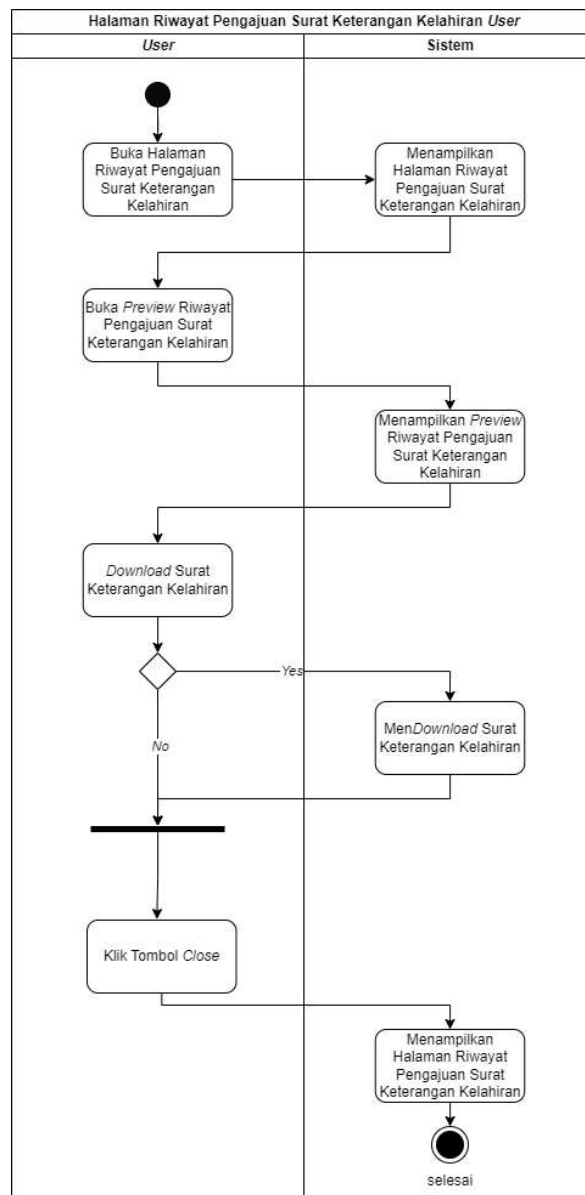 Halaman Riwayat Pengajuan Surat Keterangan Kelahiran User
User
Sistem
Buka Halaman
Riwayat Pengajuan
Surat Keterangan
Kelahiran
Menampilkan
Halaman Riwayat
Pengajuan Surat
Keterangan Kelahiran
Buka Preview Riwayat
Pengajuan Surat
Keterangan Kelahiran
Menampilkan Preview
Riwayat Pengajuan
Surat Keterangan
Kelahiran
Download Surat
Keterangan Kelahiran
Yes
MenDownload Surat
Keterangan Kelahiran
No
Klik Tombol Close
Menampilkan
Halaman Riwayat
Pengajuan Surat
Keterangan Kelahiran
selesai